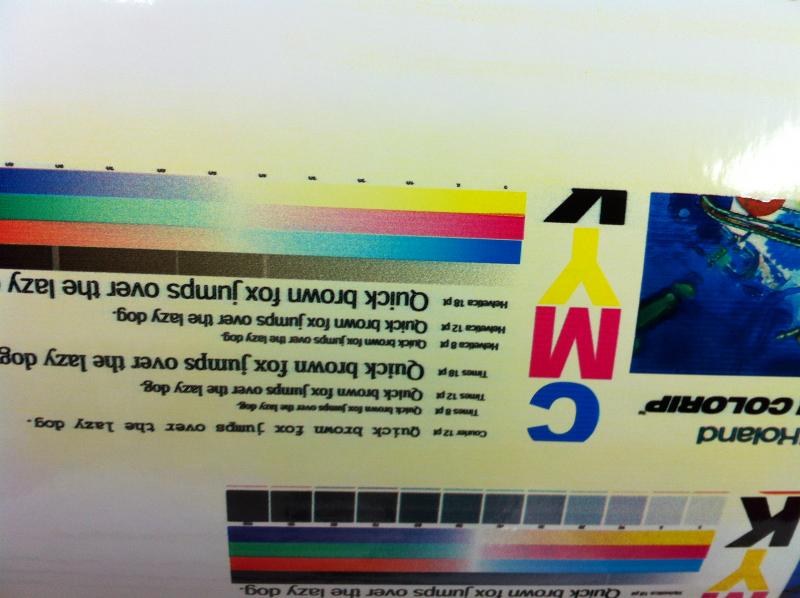 Helvetica 18 pt Quick brown fox jumps over the lazy dog.
M
Y
K
Roland
COLORIP™
C
M
Y
K
Courier 12 pt Quick brown fox jumps over the lazy dog.
Times 8 pt Quick brown fox jumps over the lazy dog.
Times 12 pt Quick brown fox jumps over the lazy dog.
Times 18 pt Quick brown fox jumps over the lazy dog
Helvetica 8 pt Quick brown fox jumps over the lazy dog.
Helvetica 12 pt Quick brown fox jumps over the lazy dog.
Helvetica 18 pt Quick brown fox jumps over the lazy